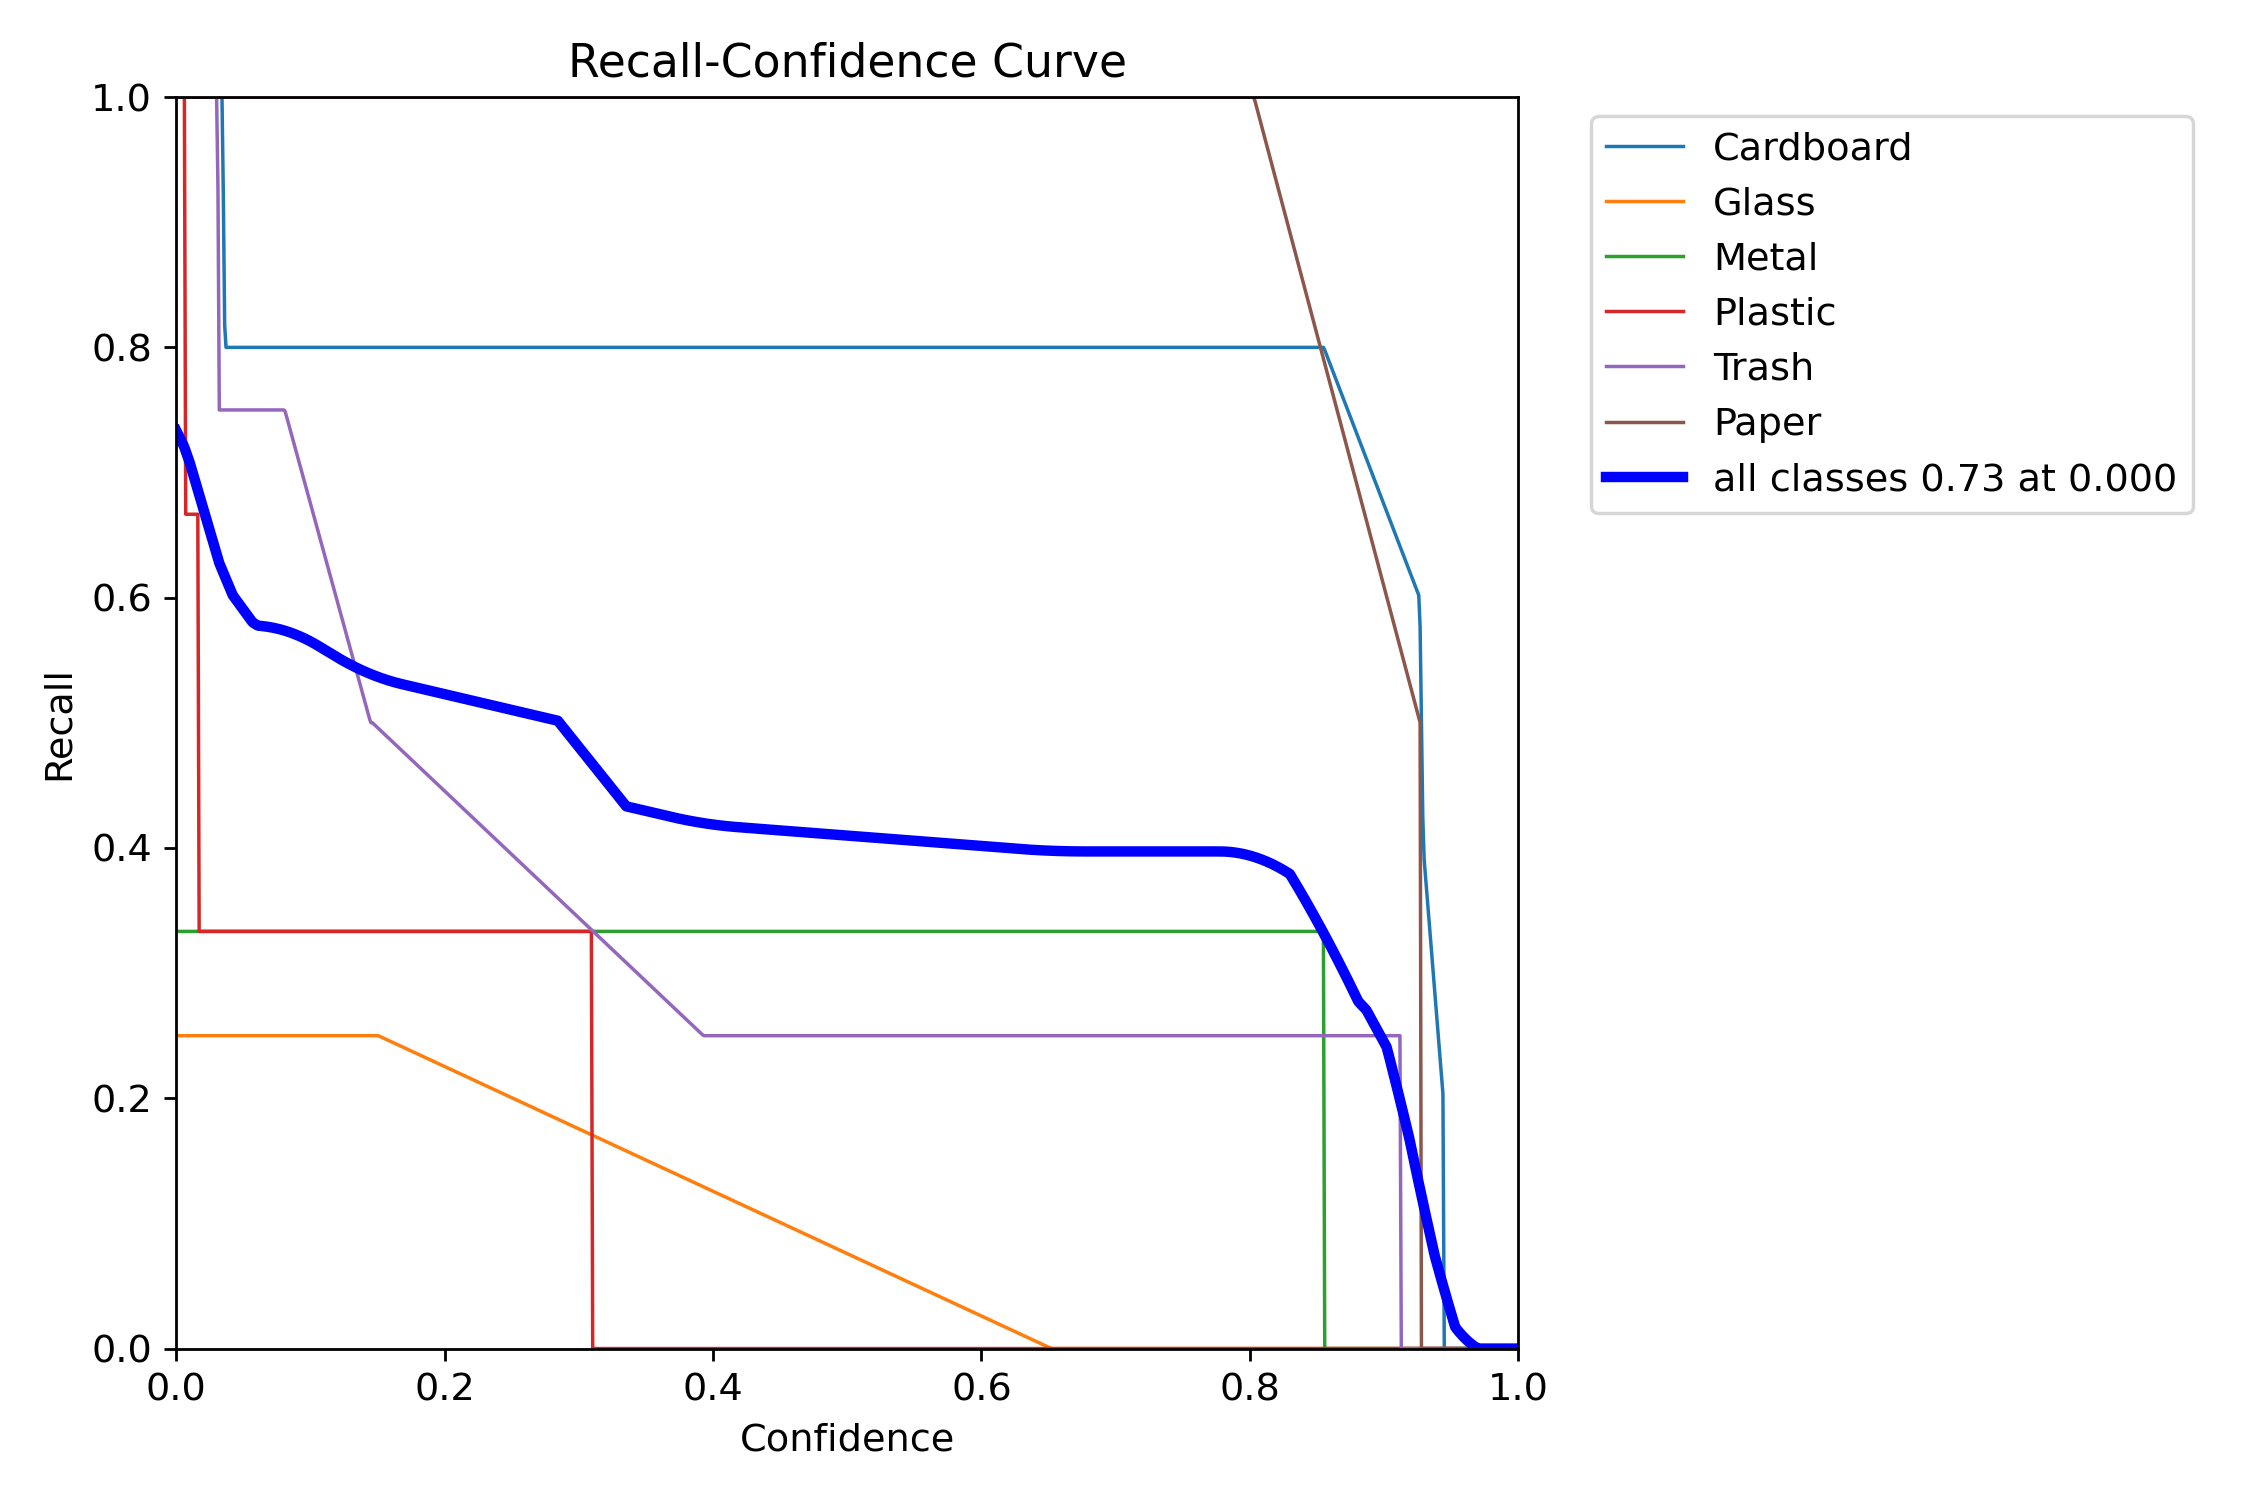 Recall-Confidence Curve
1.0
0.8
0.6
0.4
0.2
0.0
Recall
0.0 0.2 0.4 0.6 0.8 1.0
Confidence
Cardboard
Glass
Metal
Plastic
Trash
Paper
all classes 0.73 at 0.000